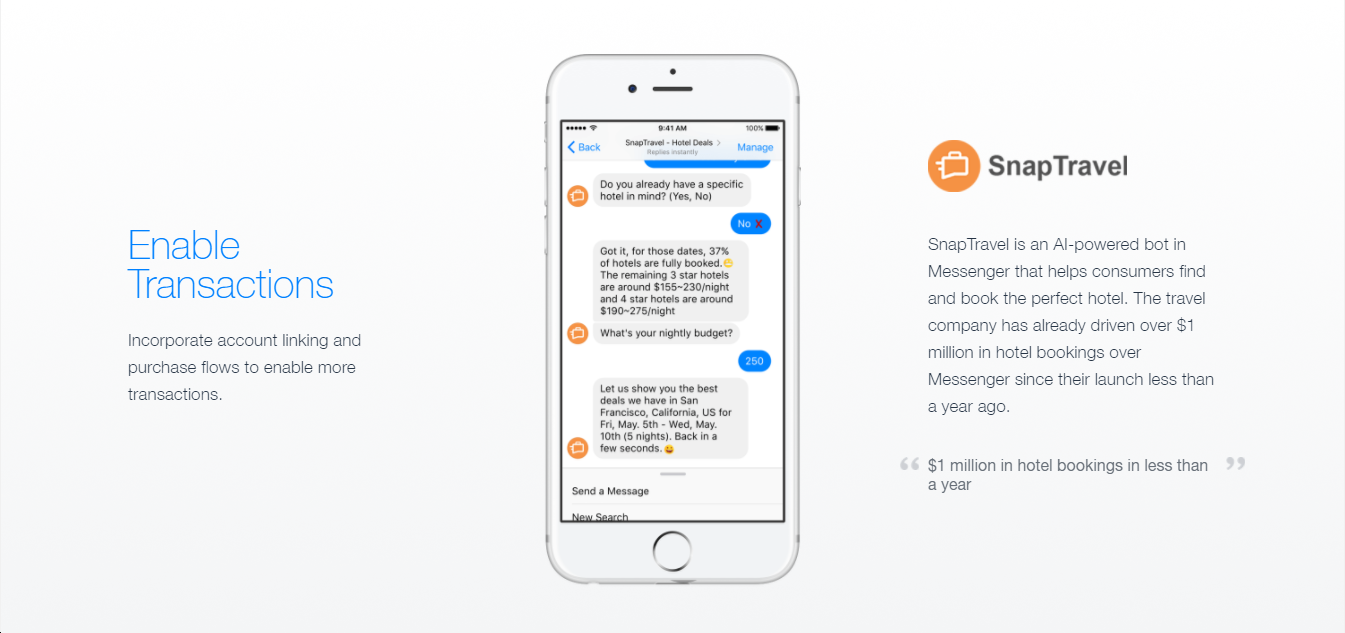 Enable
Transactions
Incorporate account linking and
purchase flows to enable more
transactions.
9:41 AM
100%
Back
SnapTravel - Hotel Deals
Replies instantly
Manage
Do you already have a specific
hotel in mind? (Yes, No)
No ❌
Got it, for those dates, 37%
of hotels are fully booked.😬
The remaining 3 star hotels
are around $155~230/night
and 4 star hotels are around
$190~275/night
What's your nightly budget?
250
Let us show you the best
deals we have in San
Francisco, California, US for
Fri, May. 5th - Wed, May.
10th (5 nights). Back in a
few seconds.😀
Send a Message
New Search
SnapTravel
SnapTravel is an AI-powered bot in
Messenger that helps consumers find
and book the perfect hotel. The travel
company has already driven over $1
million in hotel bookings over
Messenger since their launch less than
a year ago.
“ $1 million in hotel bookings in less than ”
a year